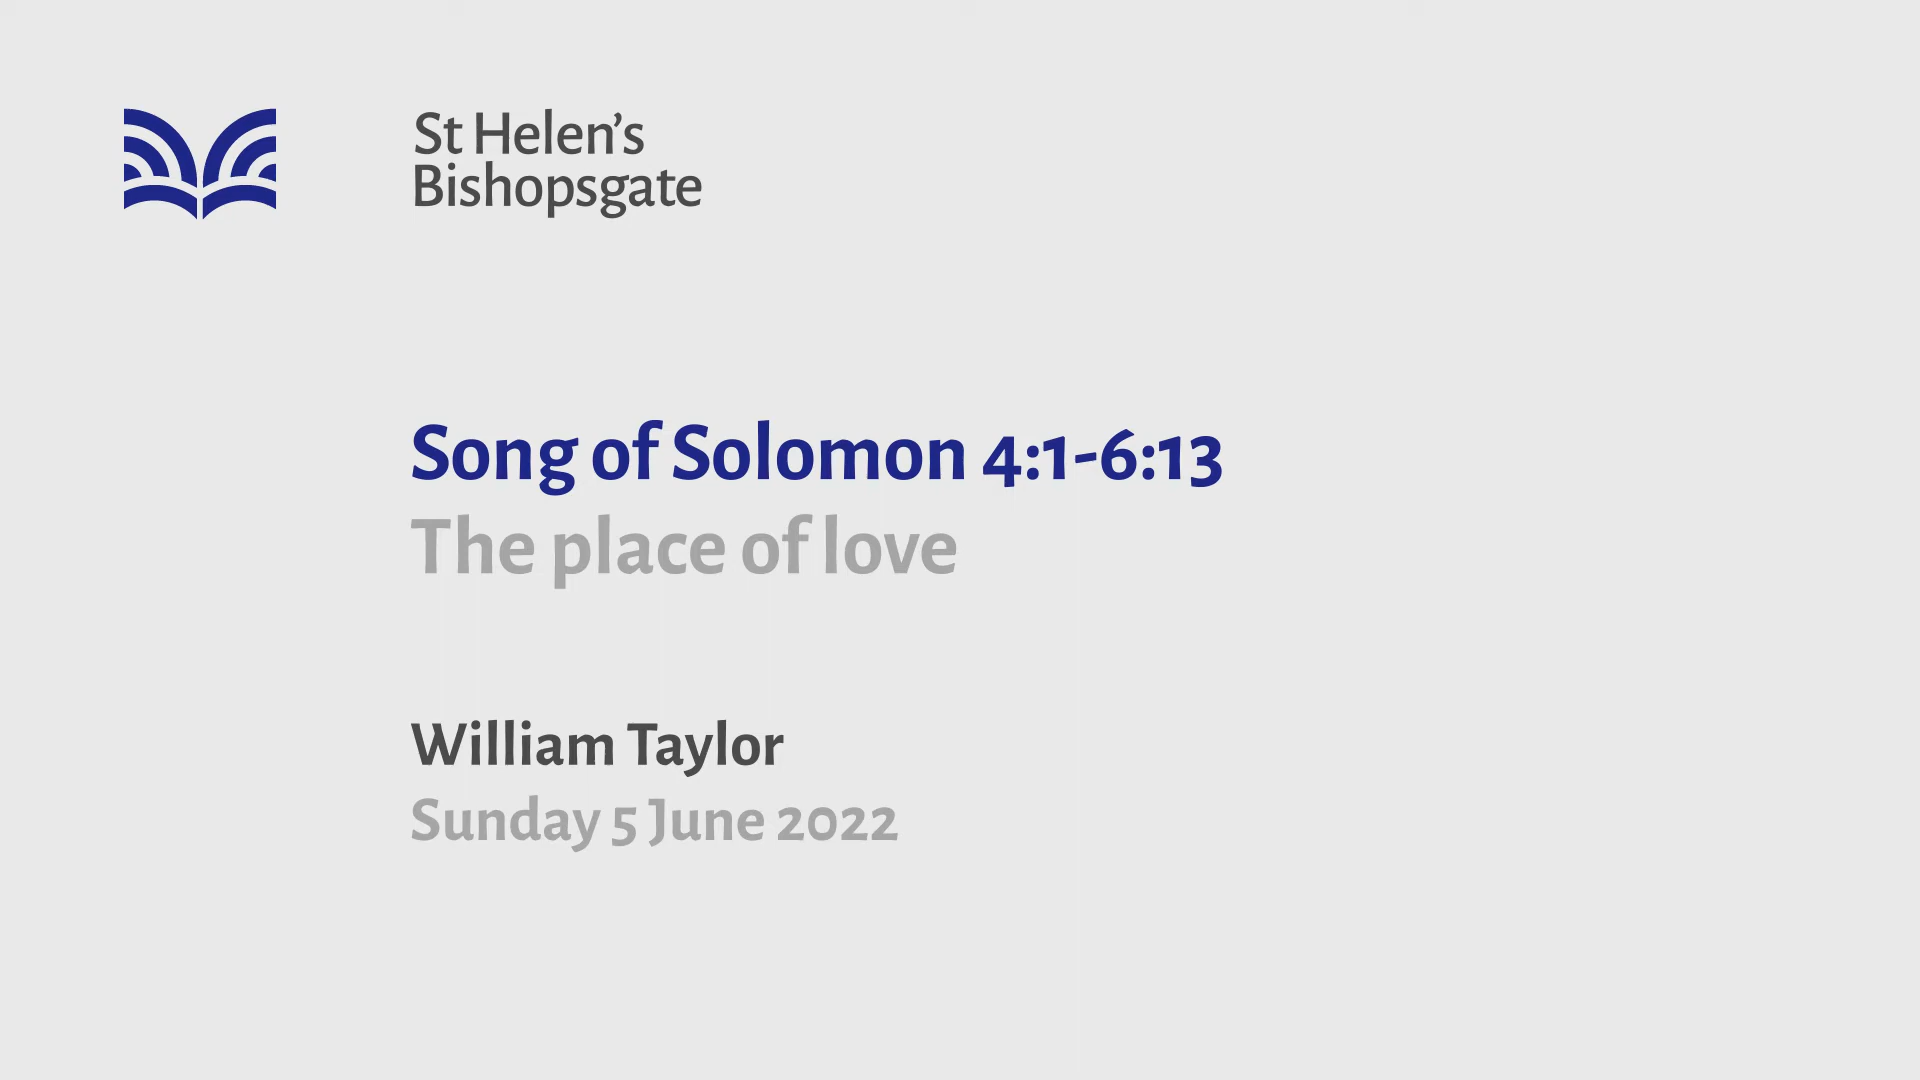 St Helen’s
Bishopsgate
Song of Solomon 4:1-6:13
The place of love
William Taylor
Sunday 5 June 2022